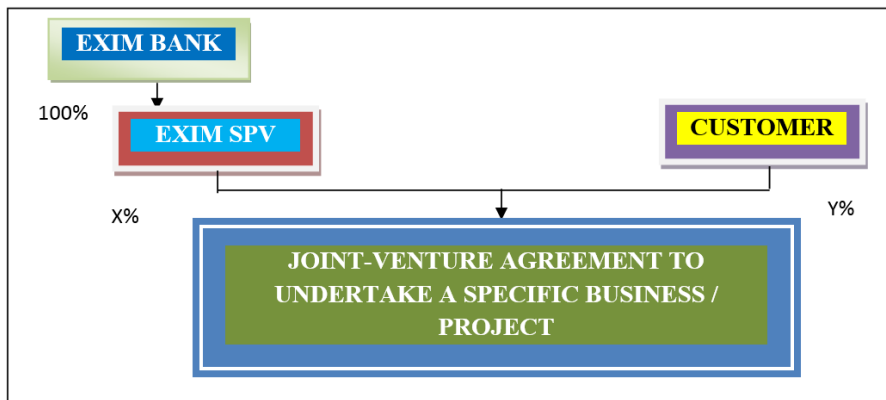 EXIM BANK
100%
EXIM SPV
CUSTOMER
X%
Y%
JOINT-VENTURE AGREEMENT TO
UNDERTAKE A SPECIFIC BUSINESS /
PROJECT